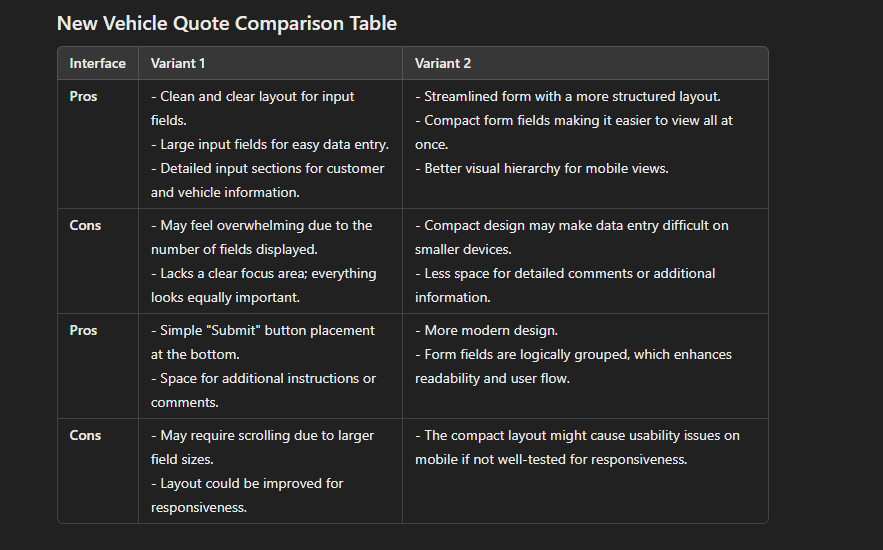 New Vehicle Quote Comparison Table
Interface Variant 1 Variant 2
Pros
- Clean and clear layout for input
fields.
- Large input fields for easy data entry.
- Detailed input sections for customer
and vehicle information.
- Streamlined form with a more structured layout.
- Compact form fields making it easier to view all at
once.
- Better visual hierarchy for mobile views.
Cons
- May feel overwhelming due to the
number of fields displayed.
- Lacks a clear focus area; everything
looks equally important.
- Compact design may make data entry difficult on
smaller devices.
- Less space for detailed comments or additional
information.
Pros
- Simple "Submit" button placement
at the bottom.
- Space for additional instructions or
comments.
- More modern design.
- Form fields are logically grouped, which enhances
readability and user flow.
Cons
- May require scrolling due to larger
field sizes.
- Layout could be improved for
responsiveness.
- The compact layout might cause usability issues on
mobile if not well-tested for responsiveness.